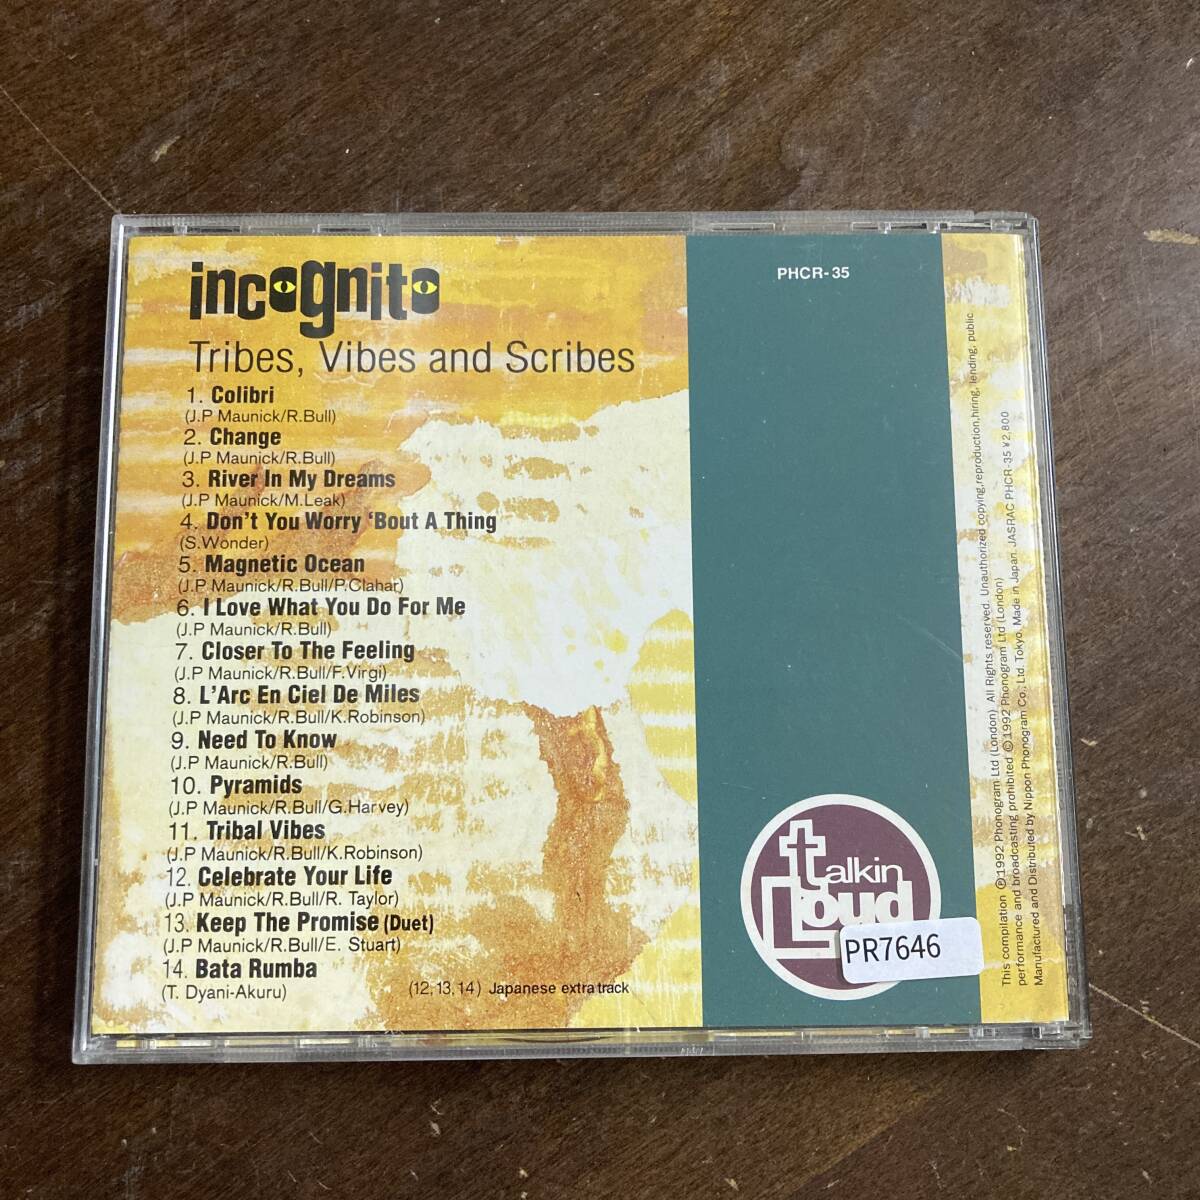 incognito
Tribes, Vibes and Scribes
1. Colibri
(J.P Maunick/R.Bull)
2. Change
(J.P Maunick/R.Bull)
3. River In My Dreams
(J.P Maunick/M.Leak)
4. Don't You Worry 'Bout A Thing
(S.Wonder)
5. Magnetic Ocean
(J.P Maunick/R.Bull/P.Clahar)
6. I Love What You Do For Me
(J.P Maunick/R.Bull)
7. Closer To The Feeling
(J.P Maunick/R.Bull/F.Virgi)
8. L'Arc En Ciel De Miles
(J.P Maunick/R.Bull/K.Robinson)
9. Need To Know
(J.P Maunick/R.Bull)
10. Pyramids
(J.P Maunick/R.Bull/G.Harvey)
11. Tribal Vibes
(J.P Maunick/R.Bull/K.Robinson)
12. Celebrate Your Life
(J.P Maunick/R.Bull/R. Taylor)
13. Keep The Promise (Duet)
(J.P Maunick/R.Bull/E. Stuart)
14. Bata Rumba
(T. Dyani-Akuru)
(12,13,14) Japanese extra track
PHCR-35
talkin
Loud
PR7646
This compilation Ⓟ1992 Phonogram Ltd (London) All Rights reserved. Unauthorized copying,reproduction,hiring, lending, public
performance and broadcasting prohibited ©1992 Phonogram Ltd (London)
Manufactured and Distributed by Nippon Phonogram Co., Ltd. Tokyo, Made in Japan. JASRAC PHCR-35 ¥2,800